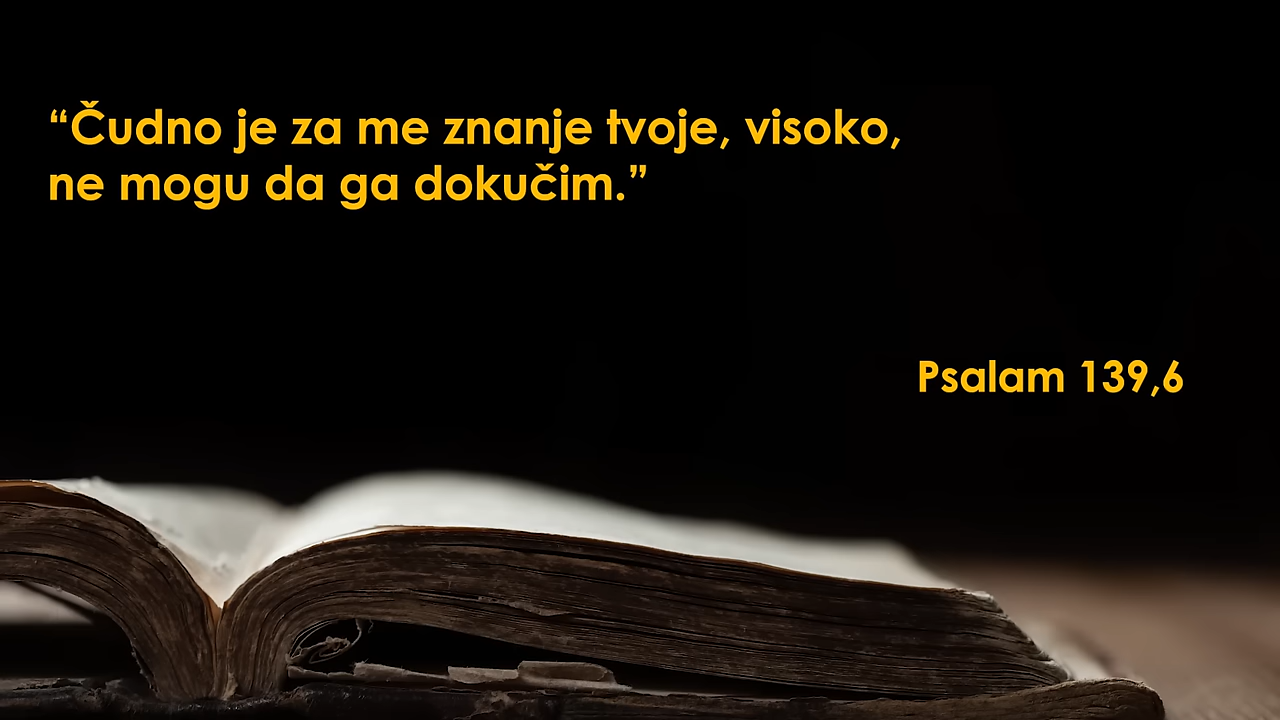 “Čudno je za me znanje tvoje, visoko,
ne mogu da ga dokučim.”
Psalam 139,6